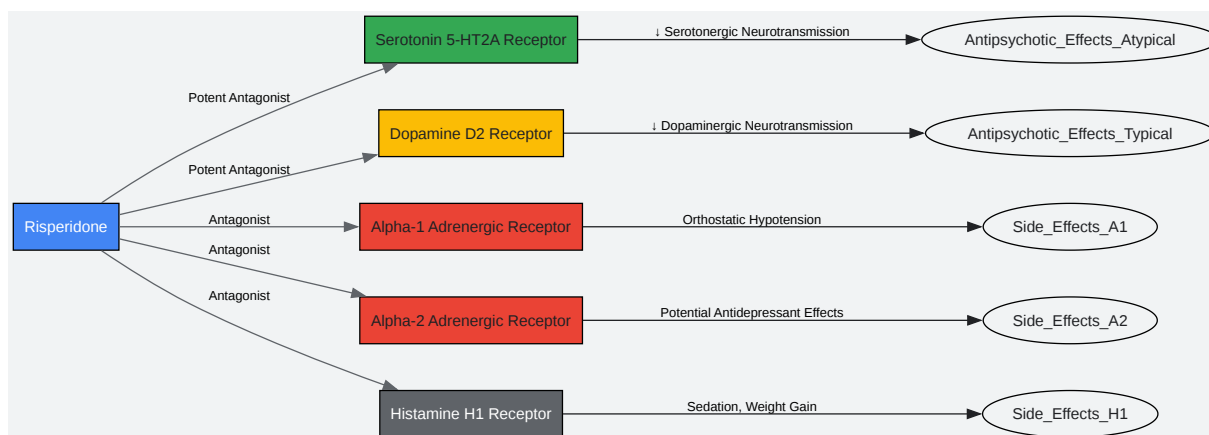 Serotonin 5-HT2A Receptor
↓ Serotonergic Neurotransmission
Antipsychotic_Effects_Atypical
Potent Antagonist
Dopamine D2 Receptor
↓ Dopaminergic Neurotransmission
Antipsychotic_Effects_Typical
Potent Antagonist
Risperidone
Antagonist
Alpha-1 Adrenergic Receptor
Orthostatic Hypotension
Side_Effects_A1
Antagonist
Alpha-2 Adrenergic Receptor
Potential Antidepressant Effects
Side_Effects_A2
Antagonist
Histamine H1 Receptor
Sedation, Weight Gain
Side_Effects_H1